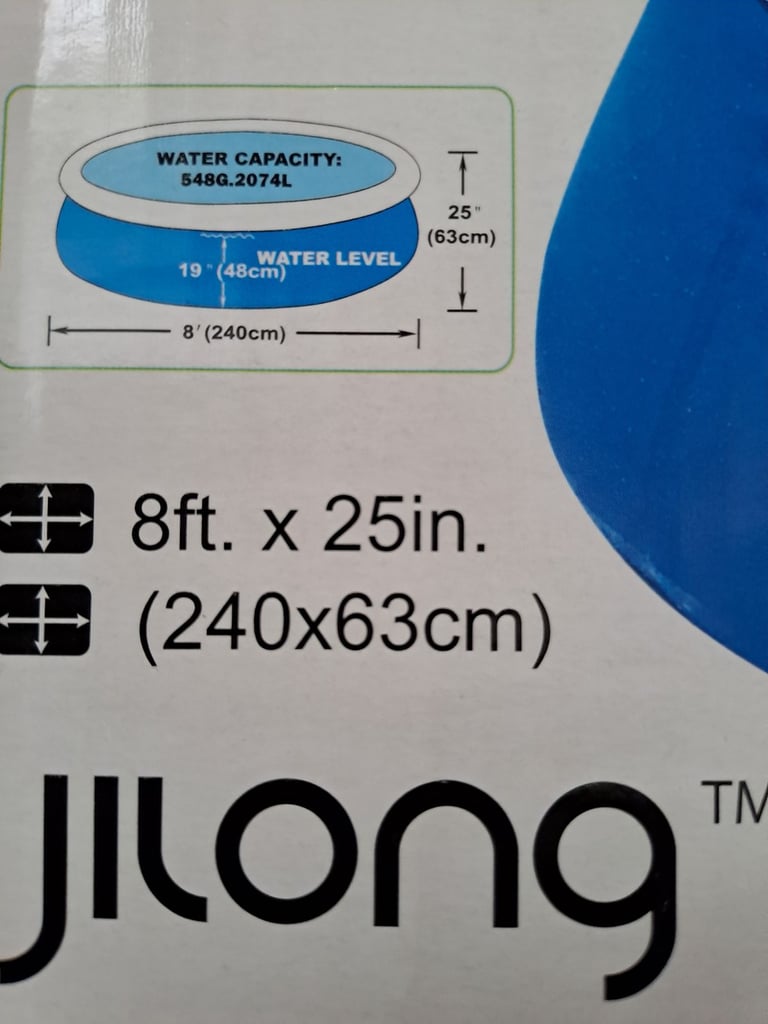 WATER CAPACITY:
548G.2074L
25"
(63cm)
WATER LEVEL
19 " (48cm)
8' (240cm)
8ft. x 25in.
(240x63cm)
JILONG TM